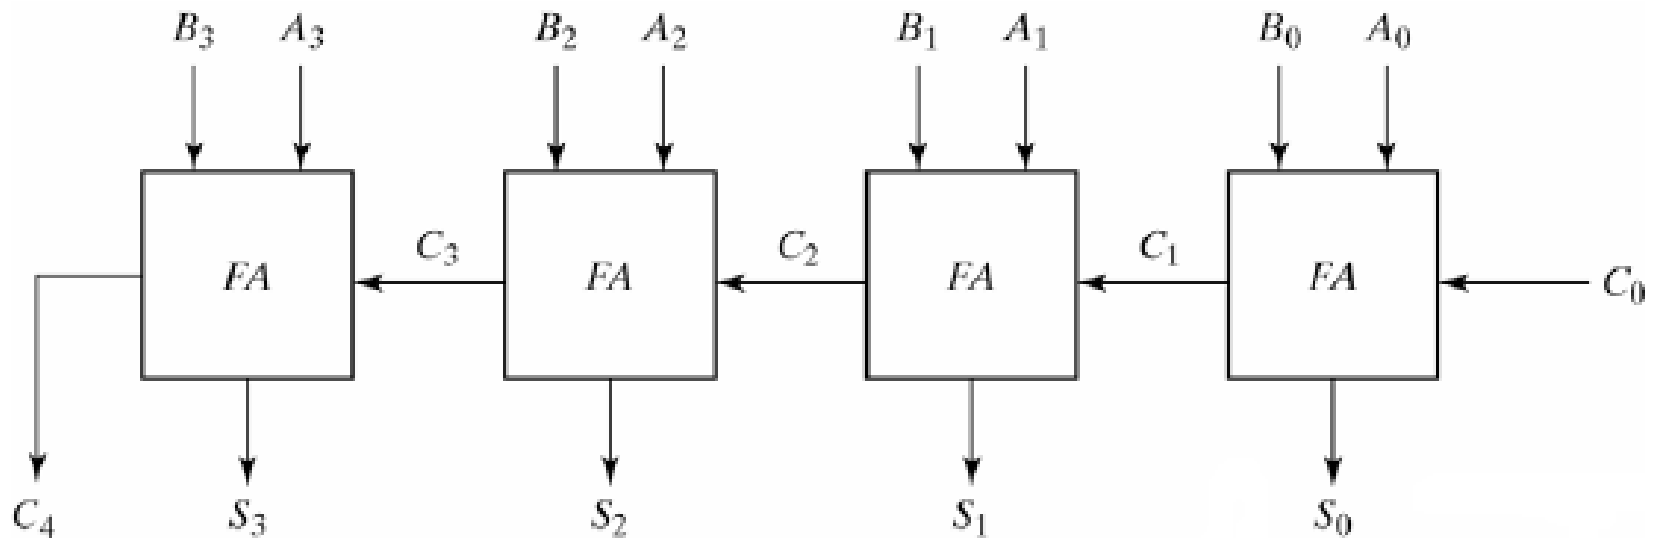 B₃ A₃ B₂ A₂ B₁ A₁ B₀ A₀
FA C₃ FA C₂ FA C₁ FA C₀
C₄ S₃ S₂ S₁ S₀